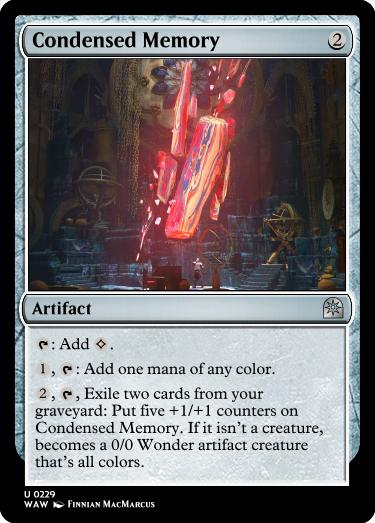 Condensed Memory 2
Artifact
: Add .
1, : Add one mana of any color.
2, , Exile two cards from your
graveyard: Put five +1/+1 counters on
Condensed Memory. If it isn't a creature,
becomes a 0/0 Wonder artifact creature
that's all colors.
U 0229
WAW Finnian MacMarcus